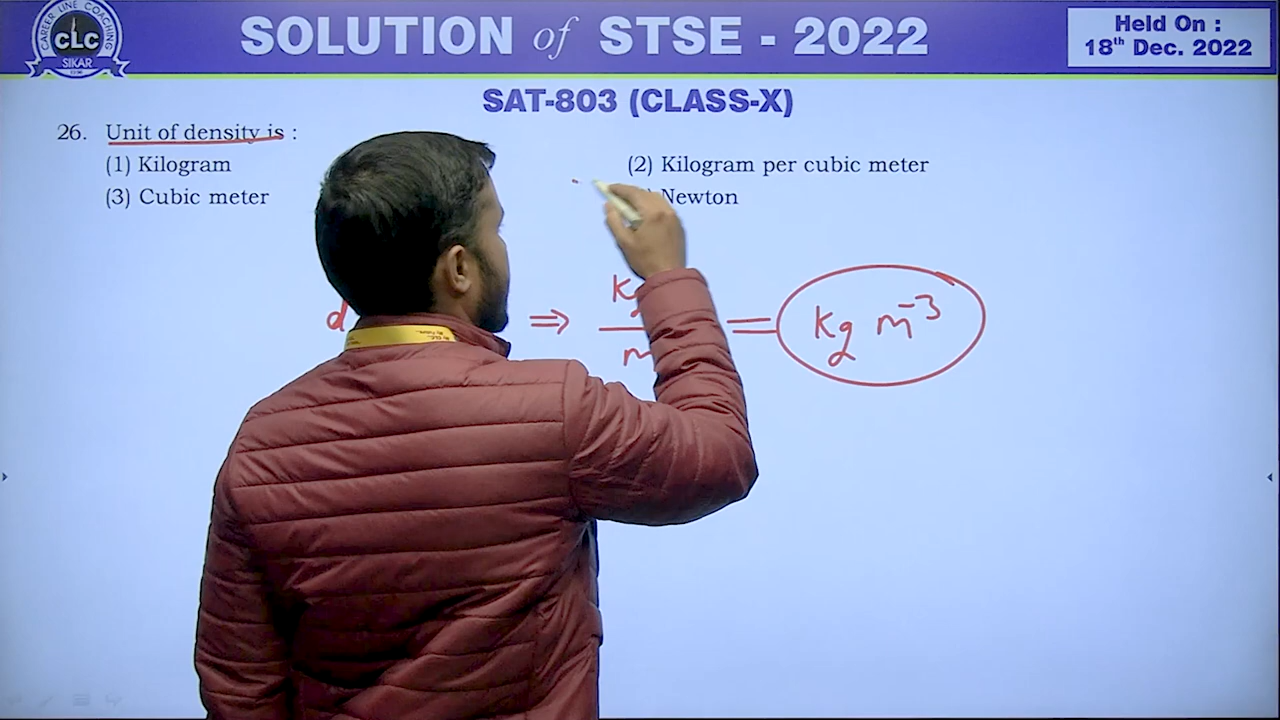 CAREER LINE COACHING
CLC
SIKAR
SOLUTION of STSE - 2022
Held On :
18th Dec. 2022
SAT-803 (CLASS-X)
26. Unit of density is :
(1) Kilogram (2) Kilogram per cubic meter
(3) Cubic meter Newton
d ⇒ = kg m⁻³